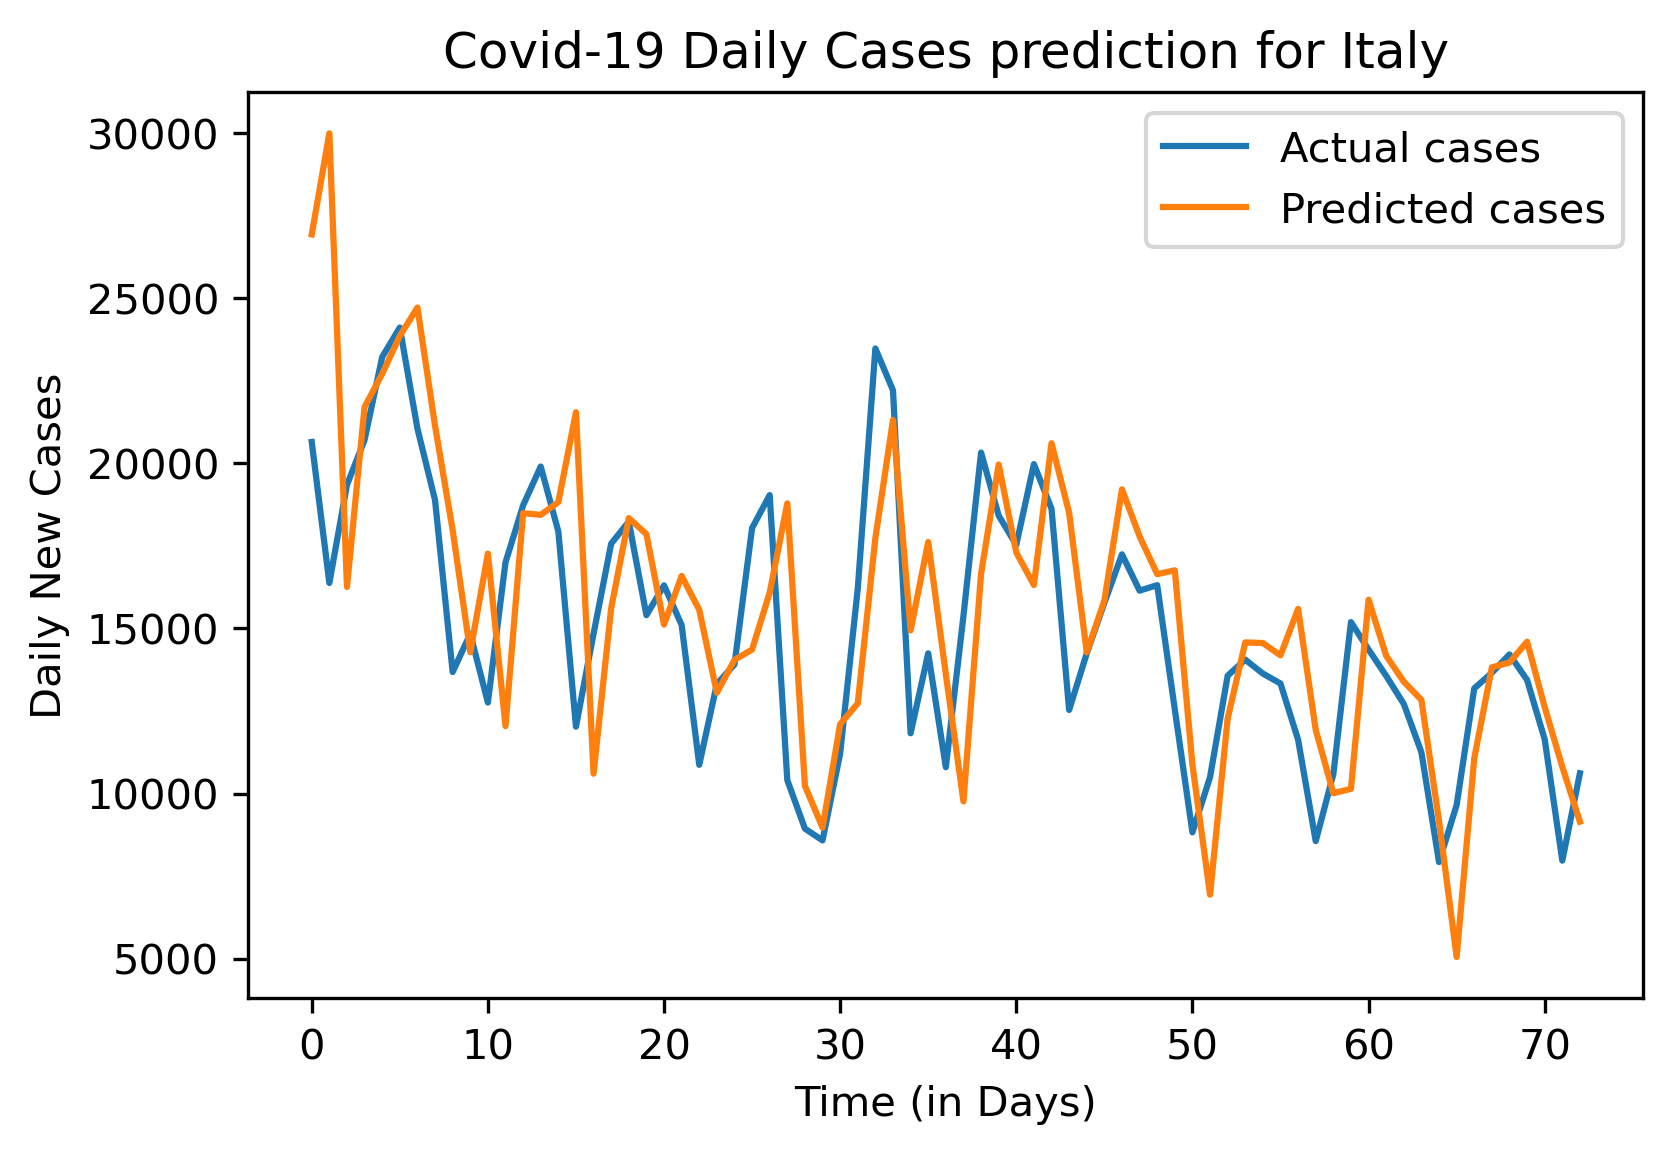 Covid-19 Daily Cases prediction for Italy
Actual cases
Predicted cases
Daily New Cases
30000
25000
20000
15000
10000
5000
0 10 20 30 40 50 60 70
Time (in Days)